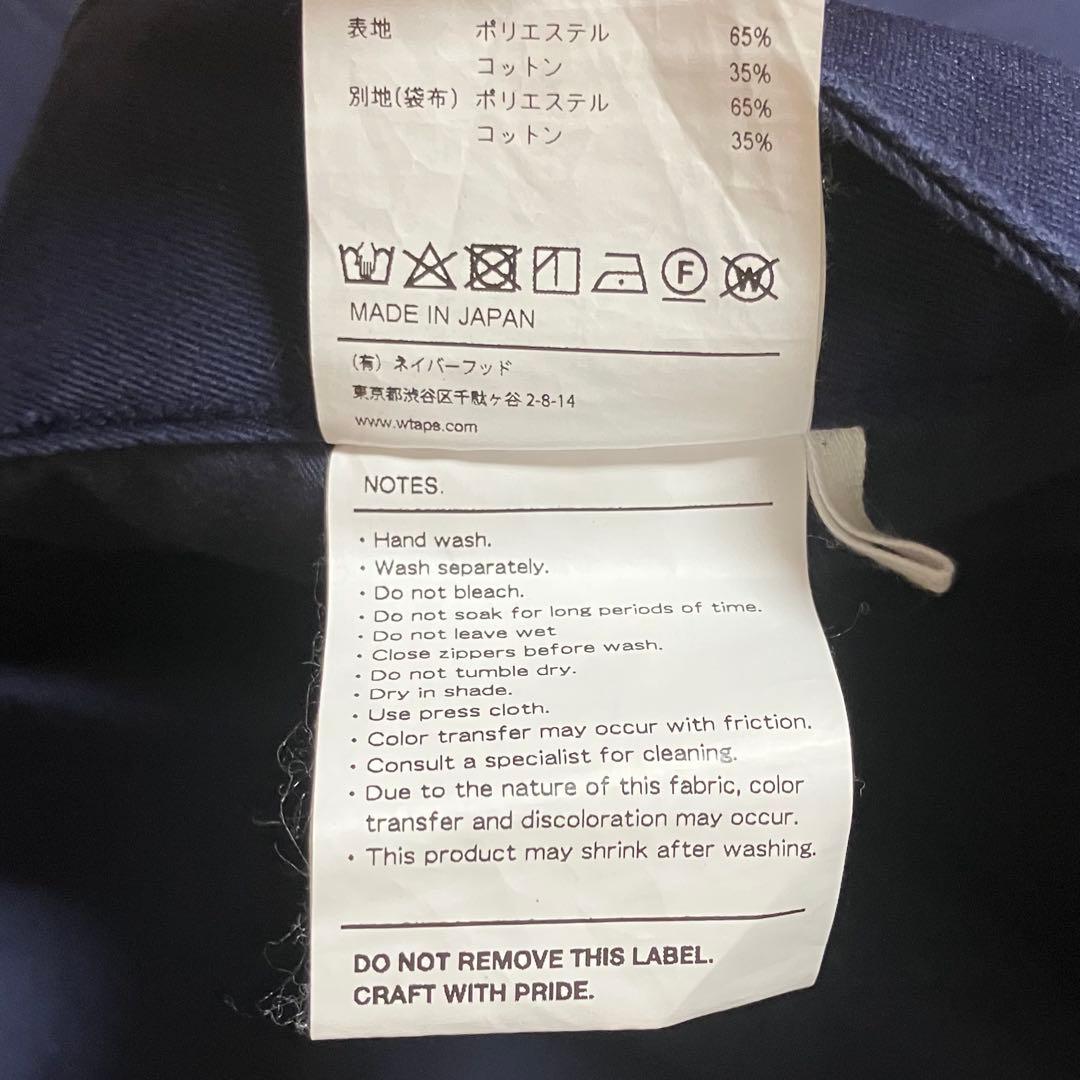 表地 ポリエステル 65%
コットン 35%
別地(袋布) ポリエステル 65%
コットン 35%
F W
MADE IN JAPAN
(有) ネイバーフッド
東京都渋谷区千駄ヶ谷 2-8-14
www.wtaps.com
NOTES.
・Hand wash.
・Wash separately.
・Do not bleach.
・Do not soak for long periods of time.
・Do not leave wet
・Close zippers before wash.
・Do not tumble dry.
・Dry in shade.
・Use press cloth.
・Color transfer may occur with friction.
・Consult a specialist for cleaning.
・Due to the nature of this fabric, color
transfer and discoloration may occur.
・This product may shrink after washing.
DO NOT REMOVE THIS LABEL.
CRAFT WITH PRIDE.